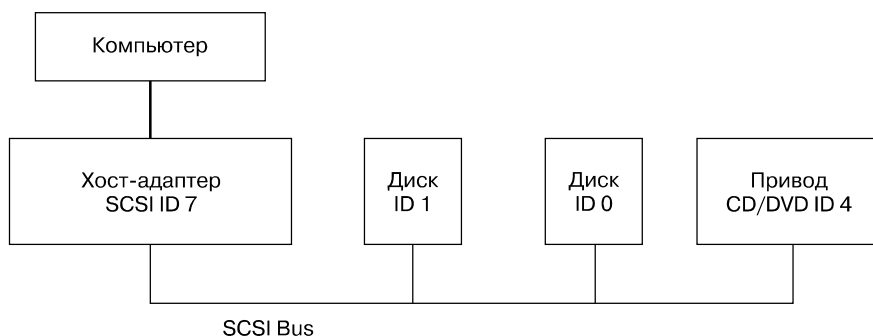 Компьютер
Хост-адаптер
SCSI ID 7
Диск
ID 1
Диск
ID 0
Привод
CD/DVD ID 4
SCSI Bus